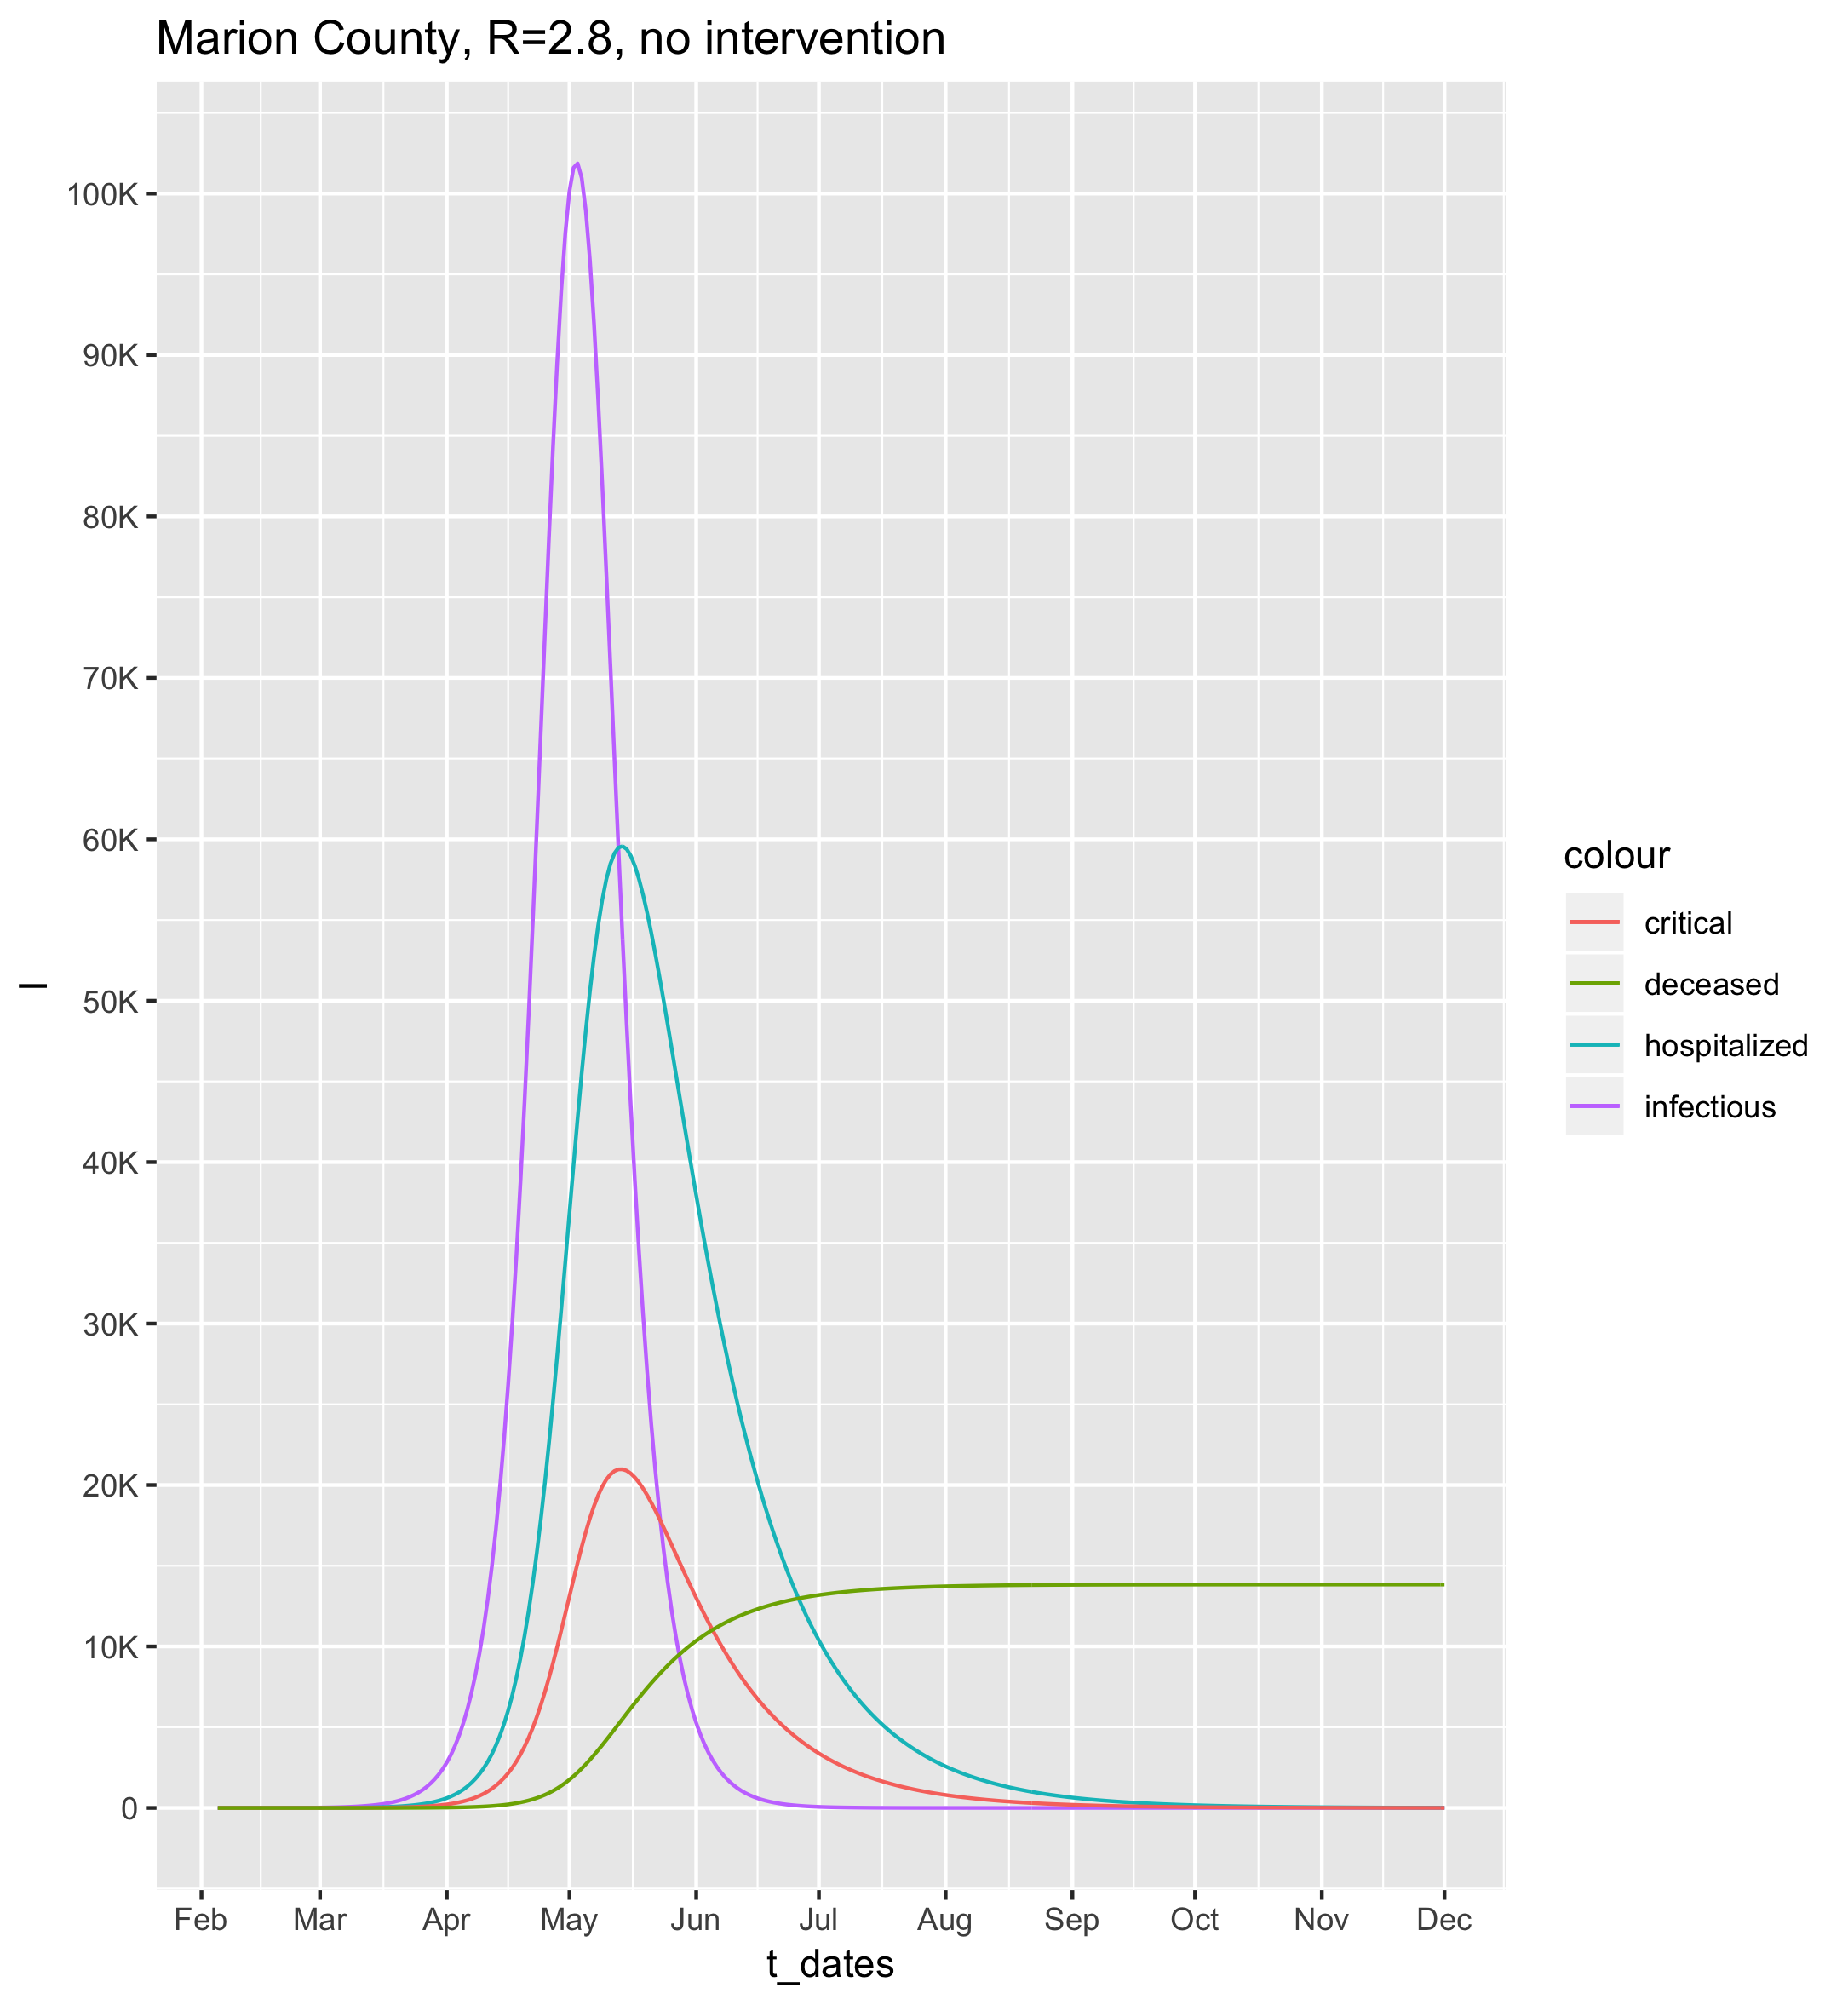 Marion County, R=2.8, no intervention
100K
90K
80K
70K
60K
50K
40K
30K
20K
10K
0
I
Feb Mar Apr May Jun Jul Aug Sep Oct Nov Dec
t_dates
colour
critical
deceased
hospitalized
infectious